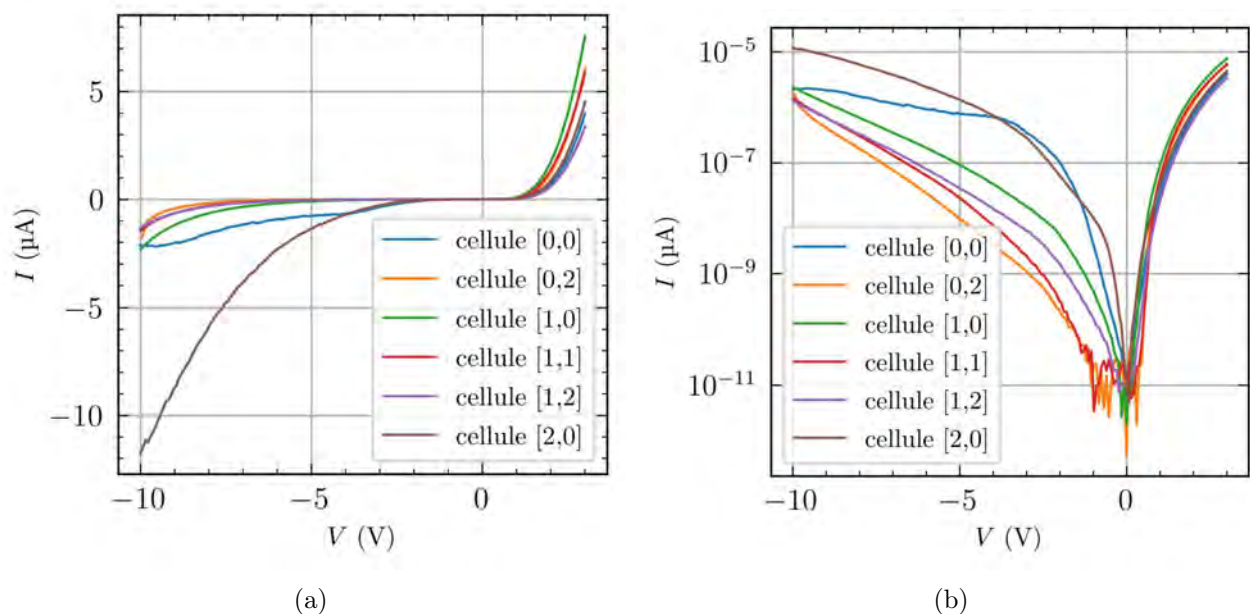 5
0
−5
−10
I (µA)
−10
−5
0
V (V)
cellule [0,0]
cellule [0,2]
cellule [1,0]
cellule [1,1]
cellule [1,2]
cellule [2,0]
(a)
10⁻⁵
10⁻⁷
10⁻⁹
10⁻¹¹
I (µA)
−10
−5
0
V (V)
cellule [0,0]
cellule [0,2]
cellule [1,0]
cellule [1,1]
cellule [1,2]
cellule [2,0]
(b)